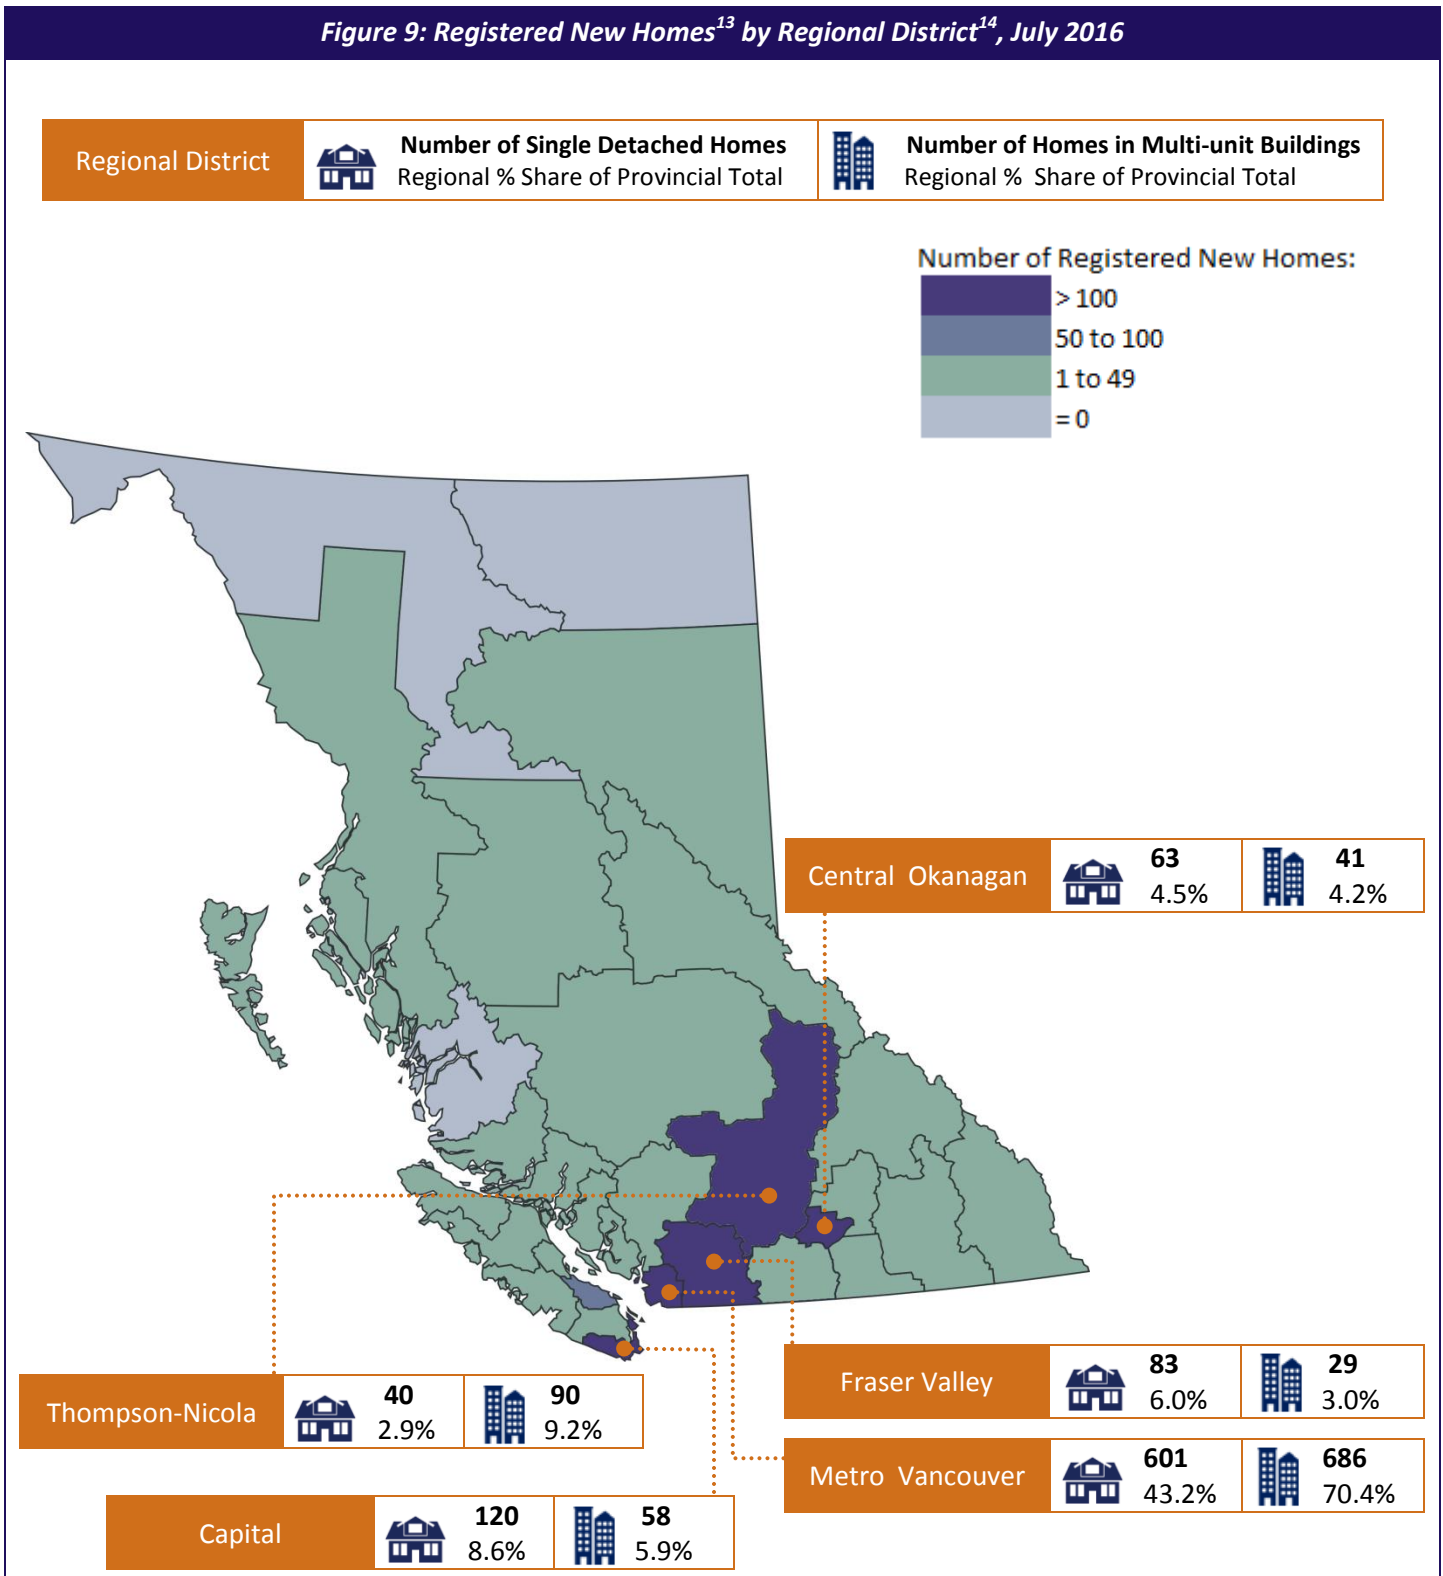 Figure 9: Registered New Homes13 by Regional District14, July 2016
Regional District
Number of Single Detached Homes
Regional % Share of Provincial Total
Number of Homes in Multi-unit Buildings
Regional % Share of Provincial Total
Number of Registered New Homes:
> 100
50 to 100
1 to 49
= 0
Central Okanagan
63
4.5%
41
4.2%
Thompson-Nicola
40
2.9%
90
9.2%
Fraser Valley
83
6.0%
29
3.0%
Metro Vancouver
601
43.2%
686
70.4%
Capital
120
8.6%
58
5.9%